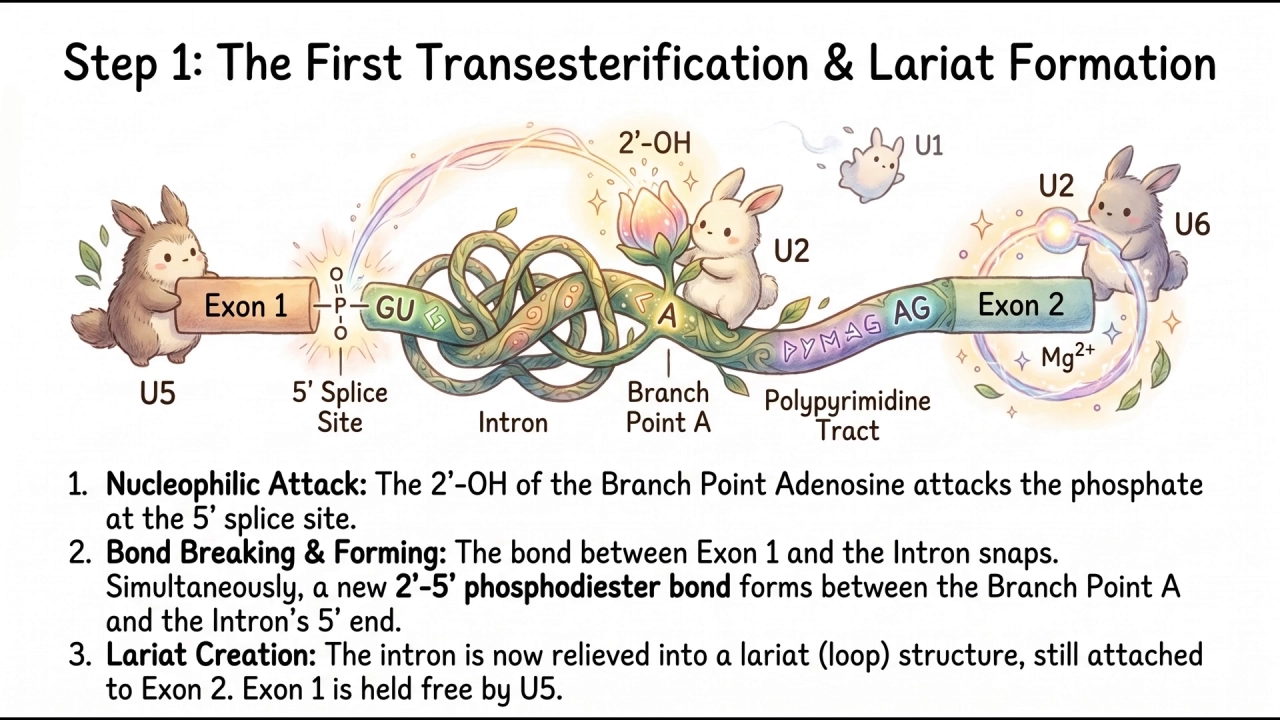 Step 1: The First Transesterification & Lariat Formation
2’-OH
U1
U2
U6
U2
Exon 1
O
P
O
GU
A
AG
Exon 2
Mg²⁺
U5
5’ Splice
Site
Intron
Branch
Point A
Polypyrimidine
Tract
1. Nucleophilic Attack: The 2’-OH of the Branch Point Adenosine attacks the phosphate
at the 5’ splice site.
2. Bond Breaking & Forming: The bond between Exon 1 and the Intron snaps.
Simultaneously, a new 2’-5’ phosphodiester bond forms between the Branch Point A
and the Intron’s 5’ end.
3. Lariat Creation: The intron is now relieved into a lariat (loop) structure, still attached
to Exon 2. Exon 1 is held free by U5.